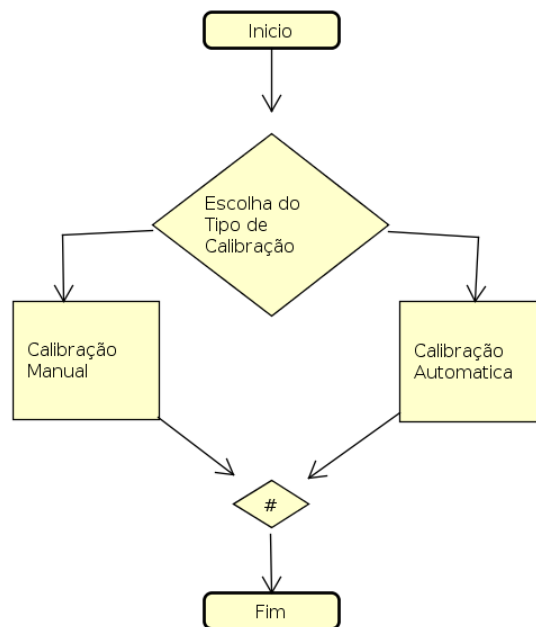 Inicio
Escolha do
Tipo de
Calibração
Calibração
Manual
Calibração
Automatica
#
Fim